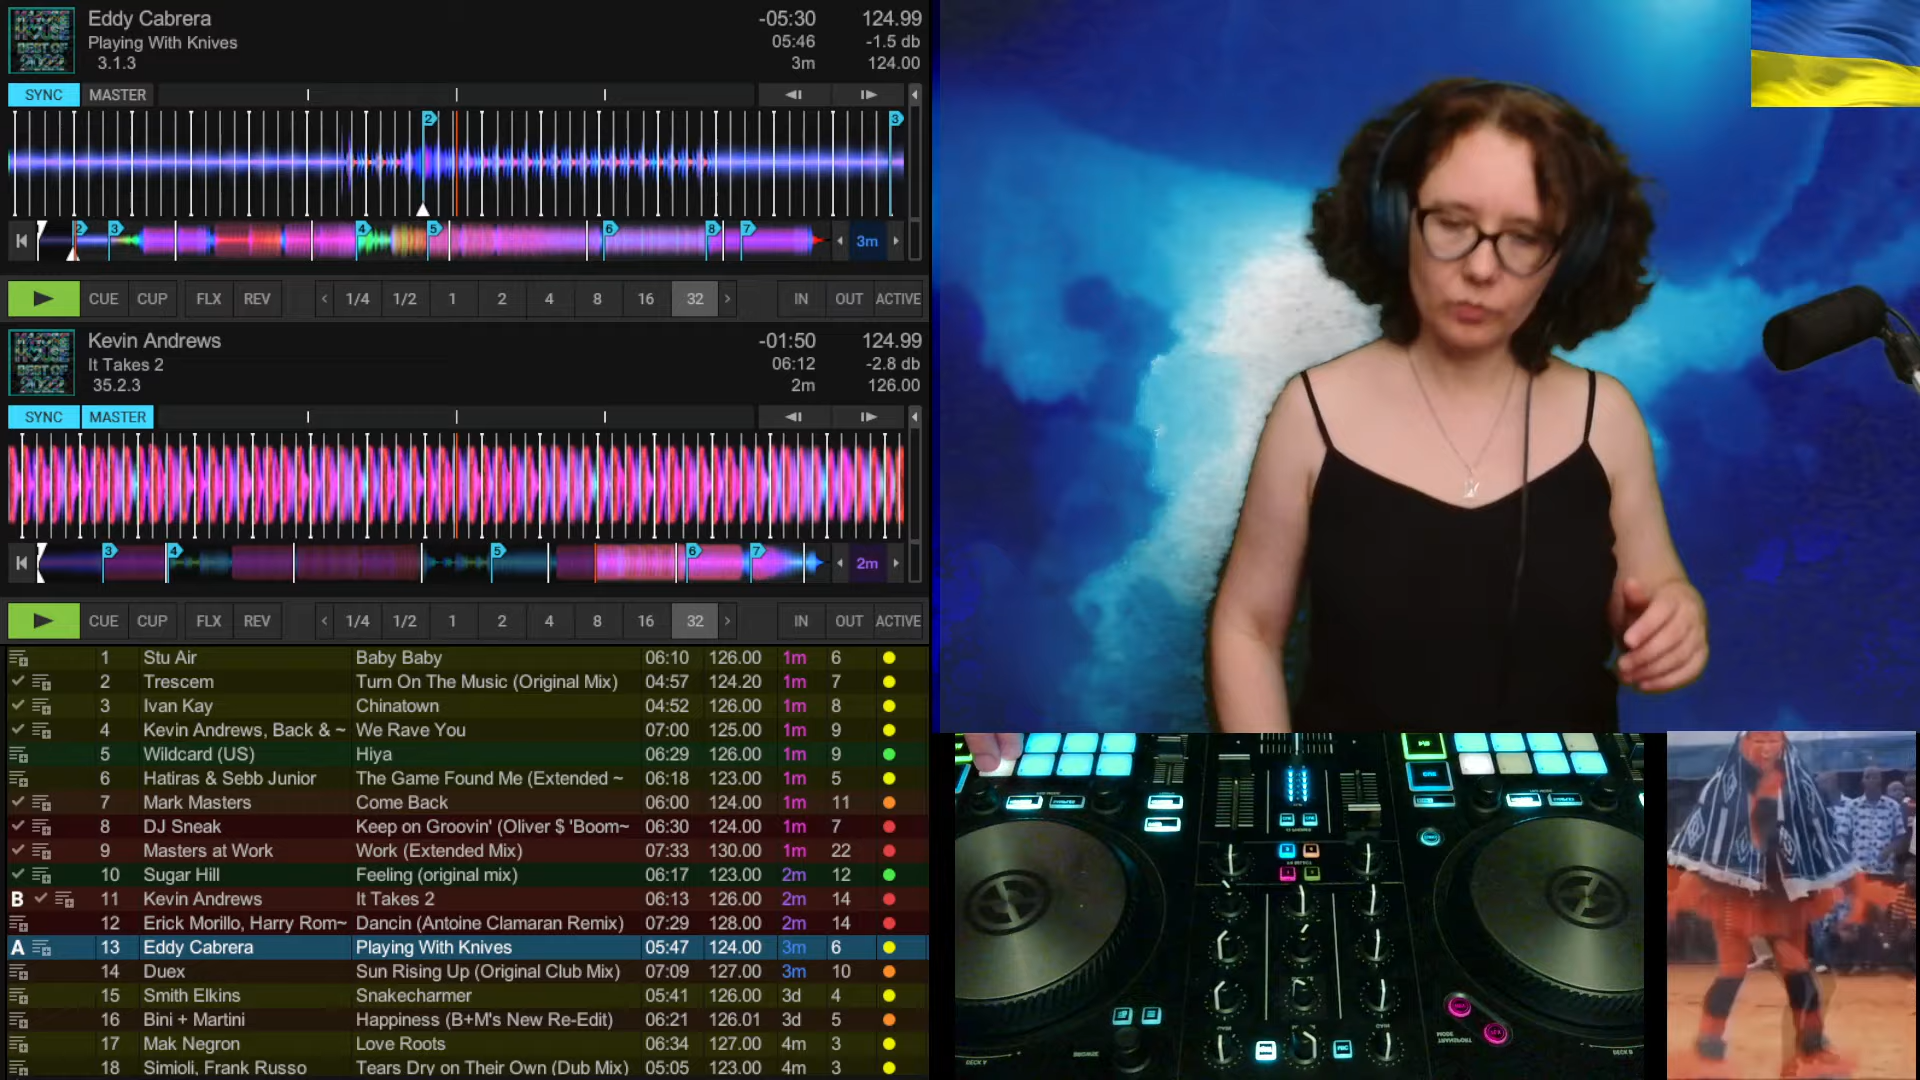 Eddy Cabrera -05:30 124.99
Playing With Knives 05:46 -1.5 db
3.1.3 3m 124.00
SYNC MASTER
2 3
2 3 4 5 6 8 7 3m
CUE CUP FLX REV 1/4 1/2 1 2 4 8 16 32 IN OUT ACTIVE
Kevin Andrews -01:50 124.99
It Takes 2 06:12 -2.8 db
35.2.3 2m 126.00
SYNC MASTER
3 4 5 6 7 2m
CUE CUP FLX REV 1/4 1/2 1 2 4 8 16 32 IN OUT ACTIVE
1 Stu Air Baby Baby 06:10 126.00 1m 6
2 Trescem Turn On The Music (Original Mix) 04:57 124.20 1m 7
3 Ivan Kay Chinatown 04:52 126.00 1m 8
4 Kevin Andrews, Back & ~ We Rave You 07:00 125.00 1m 9
5 Wildcard (US) Hiya 06:29 126.00 1m 9
6 Hatiras & Sebb Junior The Game Found Me (Extended ~ 06:18 123.00 1m 5
7 Mark Masters Come Back 06:00 124.00 1m 11
8 DJ Sneak Keep on Groovin' (Oliver $ 'Boom~ 06:30 124.00 1m 7
9 Masters at Work Work (Extended Mix) 07:33 130.00 1m 22
10 Sugar Hill Feeling (original mix) 06:17 123.00 2m 12
B 11 Kevin Andrews It Takes 2 06:13 126.00 2m 14
12 Erick Morillo, Harry Rom~ Dancin (Antoine Clamaran Remix) 07:29 128.00 2m 14
A 13 Eddy Cabrera Playing With Knives 05:47 124.00 3m 6
14 Duex Sun Rising Up (Original Club Mix) 07:09 127.00 3m 10
15 Smith Elkins Snakecharmer 05:41 126.00 3d 4
16 Bini + Martini Happiness (B+M's New Re-Edit) 06:21 126.01 3d 5
17 Mak Negron Love Roots 06:34 127.00 4m 3
18 Simioli, Frank Russo Tears Dry on Their Own (Dub Mix) 05:05 123.00 4m 3